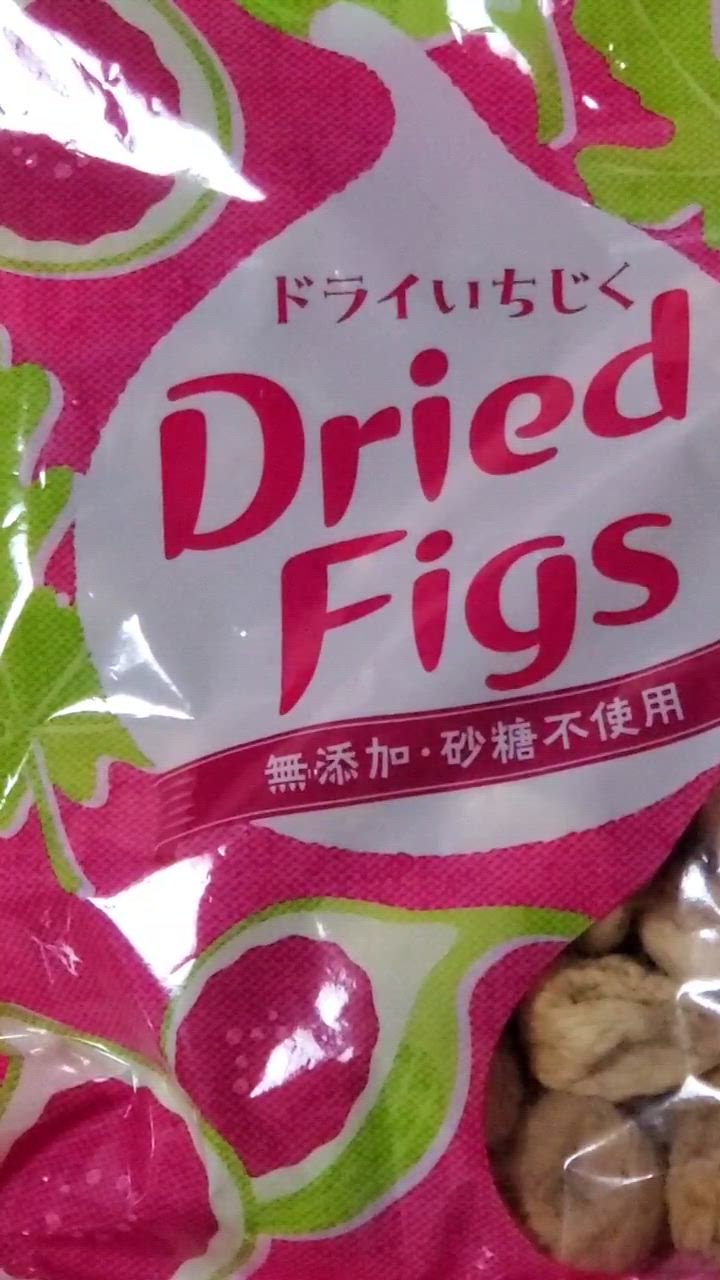 ドライいちじく
Dried
Figs
無添加・砂糖不使用